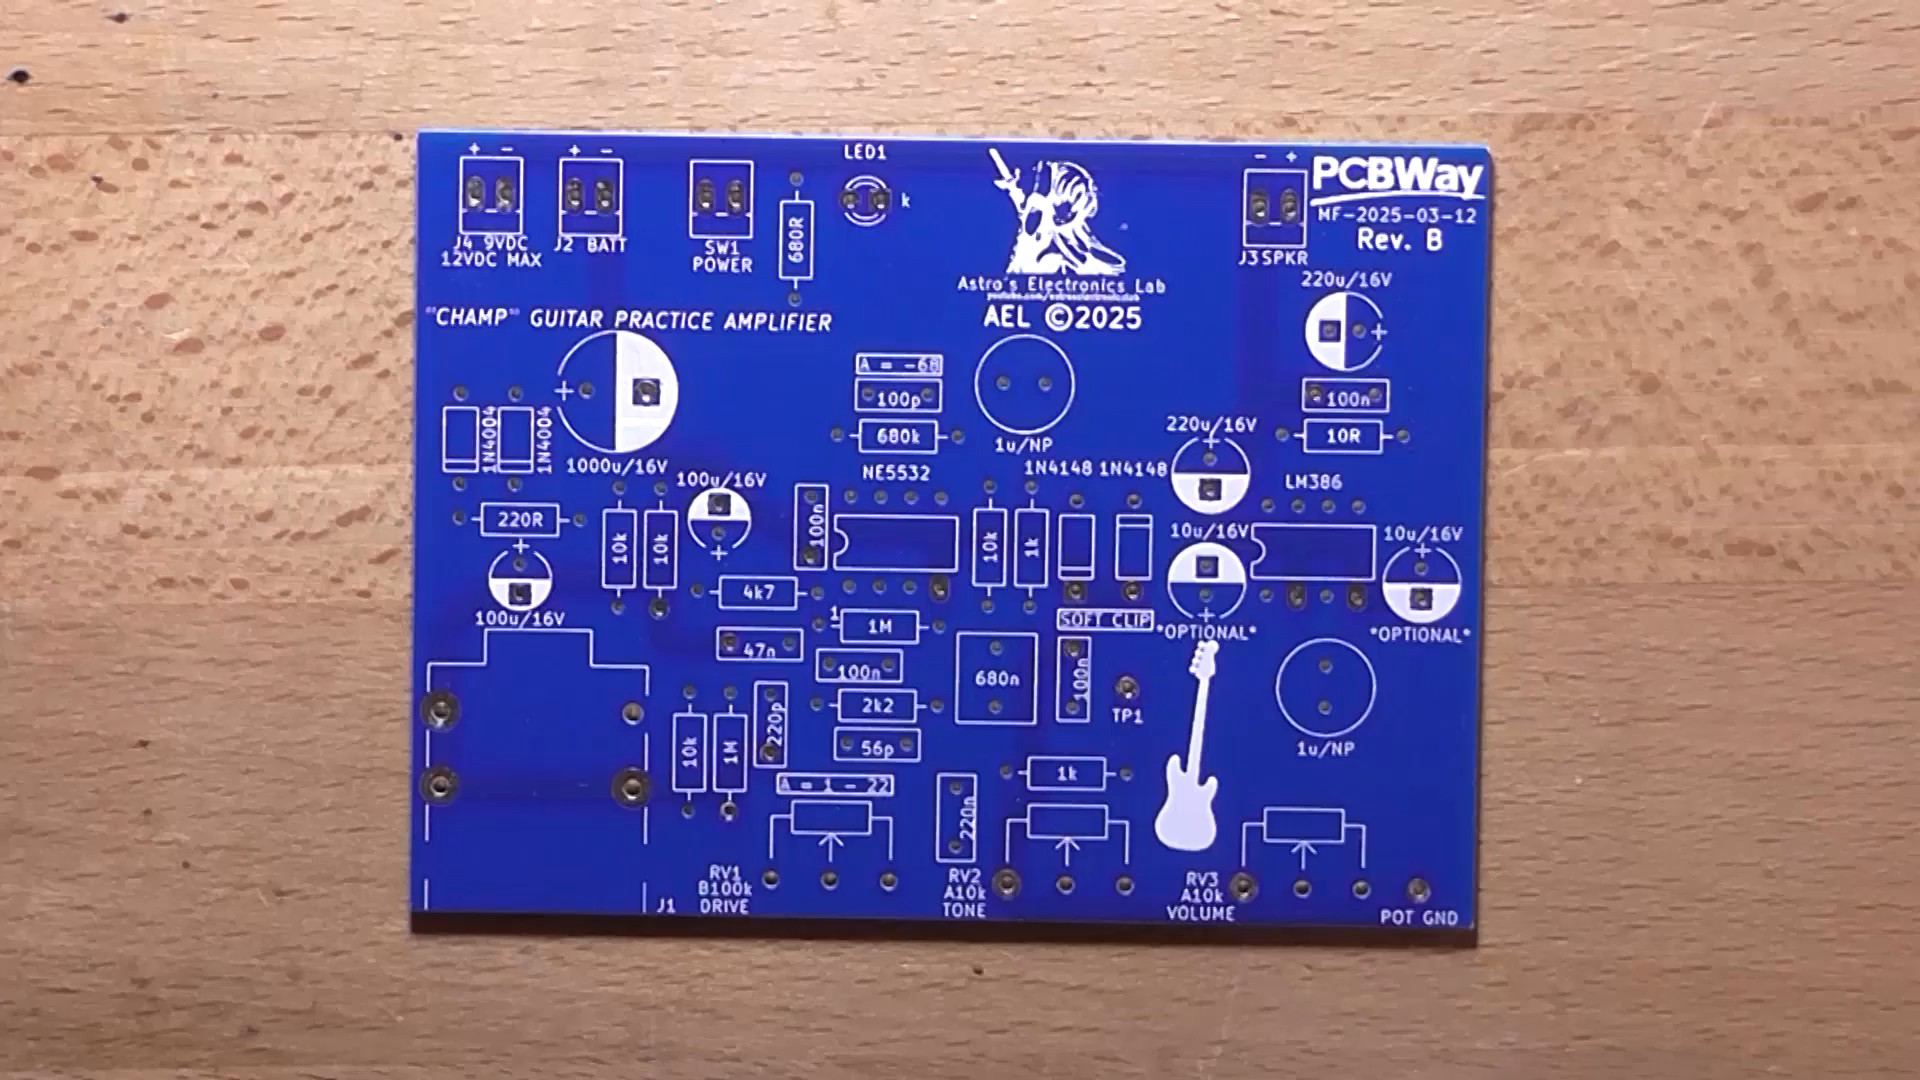 + -
+ -
LED1
- +
PCBWay
MF-2025-03-12
Rev. B
k
680R
J4 9VDC
12VDC MAX
J2 BATT
SW1
POWER
J3 SPKR
Astro's Electronics Lab
AEL ©2025
220u/16V
+
"CHAMP" GUITAR PRACTICE AMPLIFIER
A = -68
100p
680k
1u/NP
+
1N4004
1N4004
1000u/16V
100n
10R
220u/16V
+
NE5532
1N4148
1N4148
LM386
100u/16V
+
220R
+
100u/16V
10k
10k
100n
10k
1k
10u/16V
+
*OPTIONAL*
10u/16V
+
*OPTIONAL*
4k7
1
1M
SOFT CLIP
47n
100n
680n
100n
TP1
2k2
56p
220p
10k
1M
1u/NP
A = 1 - 22
1k
220n
J1
RV1
B100k
DRIVE
RV2
A10k
TONE
RV3
A10k
VOLUME
POT GND